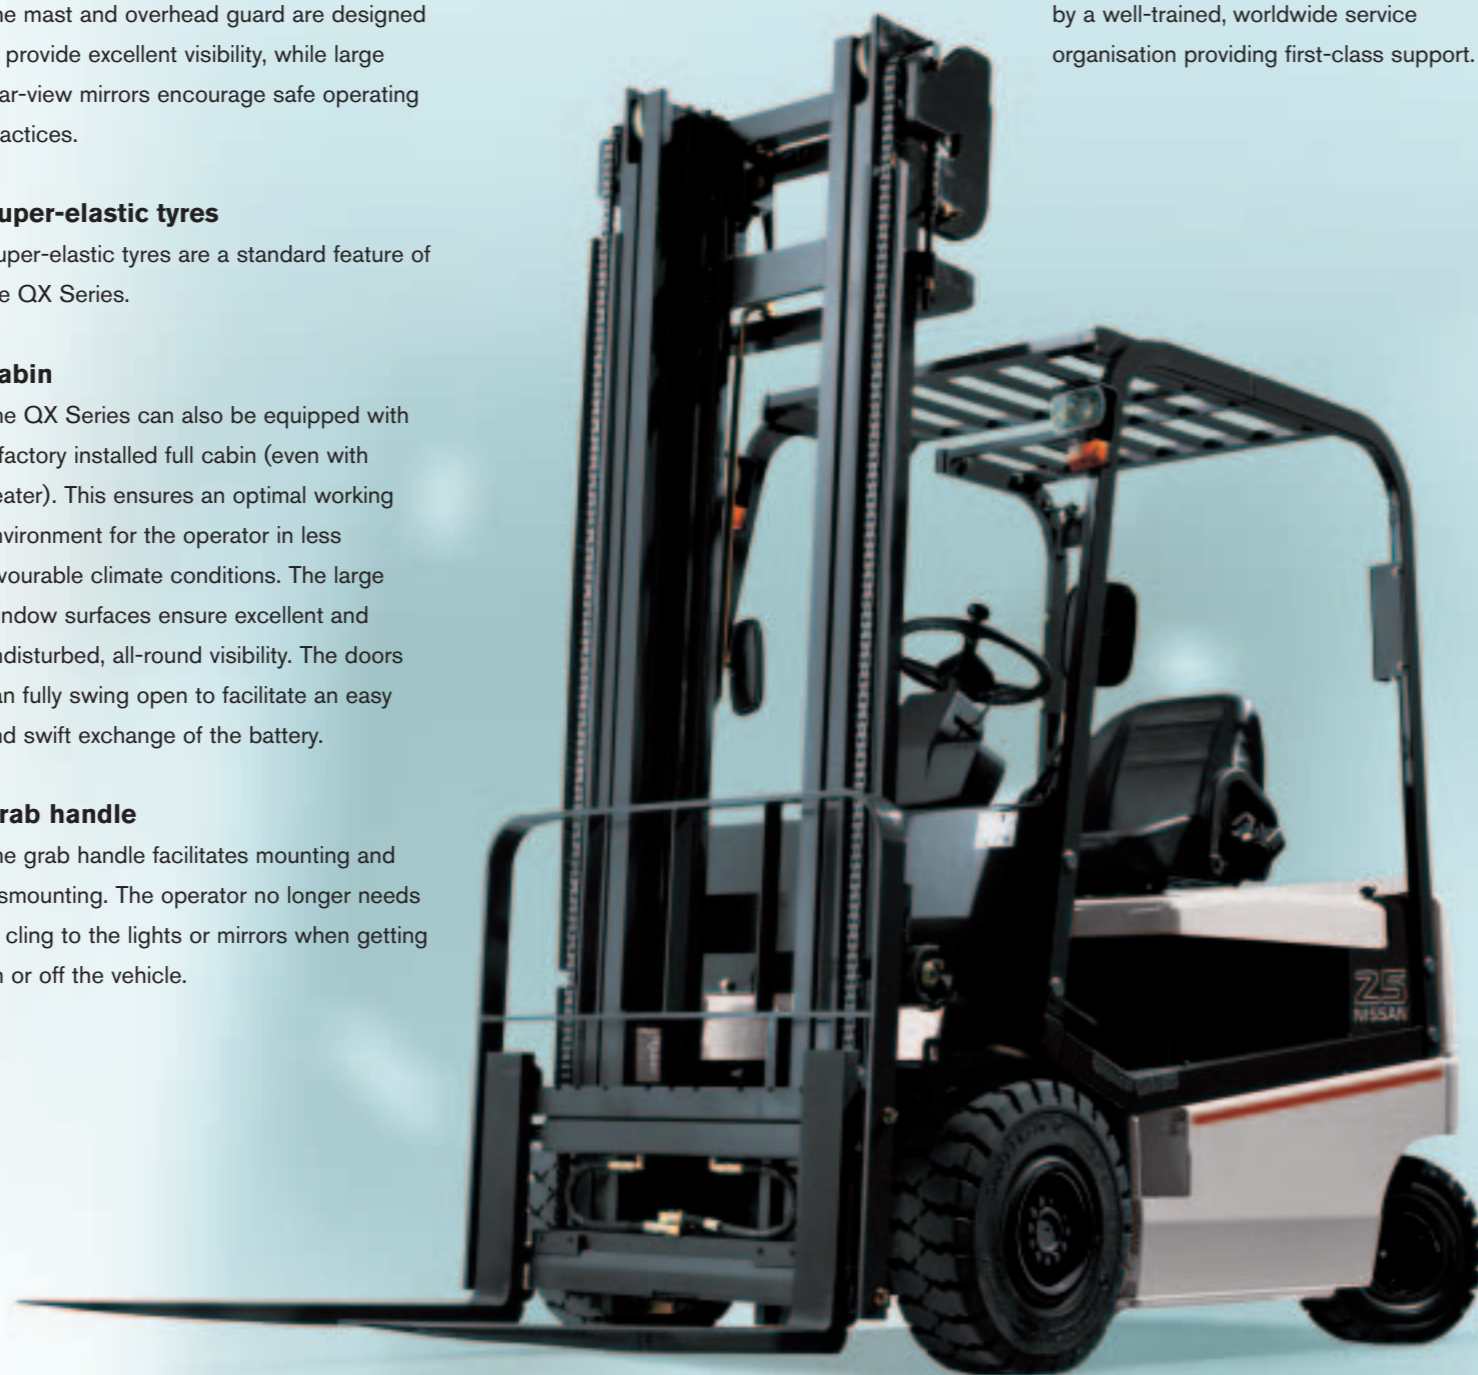 he mast and overhead guard are designed
provide excellent visibility, while large
ar-view mirrors encourage safe operating
actices.
uper-elastic tyres
uper-elastic tyres are a standard feature of
e QX Series.
abin
he QX Series can also be equipped with
factory installed full cabin (even with
eater). This ensures an optimal working
nvironment for the operator in less
vourable climate conditions. The large
indow surfaces ensure excellent and
ndisturbed, all-round visibility. The doors
an fully swing open to facilitate an easy
nd swift exchange of the battery.
rab handle
he grab handle facilitates mounting and
smounting. The operator no longer needs
cling to the lights or mirrors when getting
n or off the vehicle.
by a well-trained, worldwide service
organisation providing first-class support.
25
NISSAN